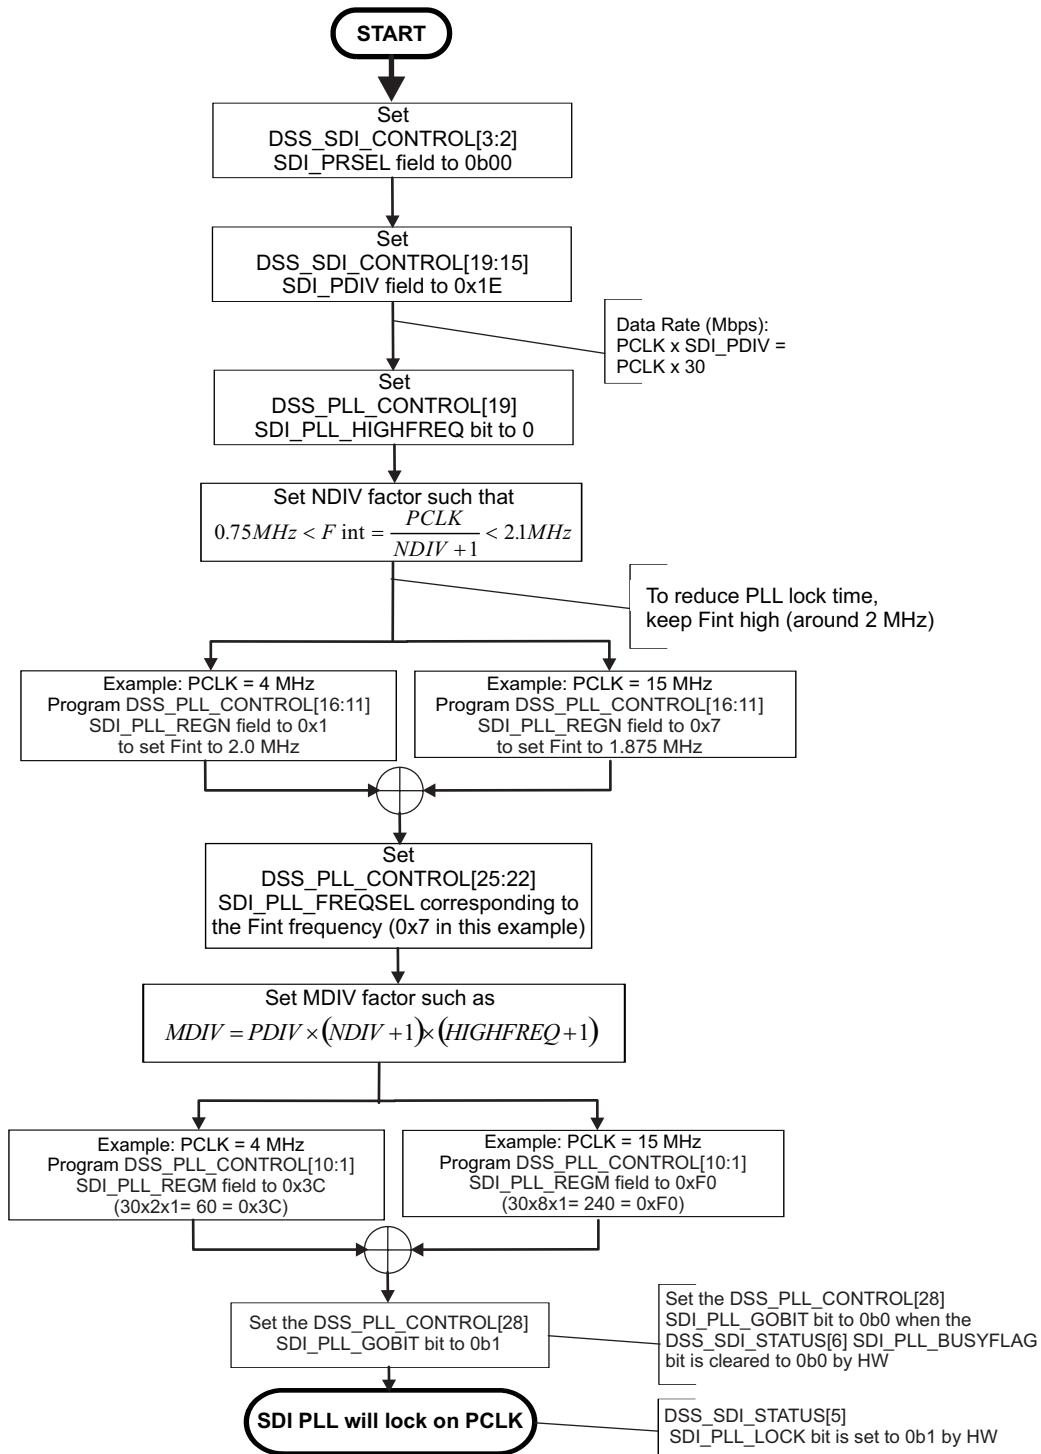 START
Set
DSS_SDI_CONTROL[3:2]
SDI_PRSEL field to 0b00
Set
DSS_SDI_CONTROL[19:15]
SDI_PDIV field to 0x1E
Data Rate (Mbps):
PCLK x SDI_PDIV =
PCLK x 30
Set
DSS_PLL_CONTROL[19]
SDI_PLL_HIGHFREQ bit to 0
Set NDIV factor such that
0.75MHz < F int = PCLK / NDIV + 1 < 2.1MHz
To reduce PLL lock time,
keep Fint high (around 2 MHz)
Example: PCLK = 4 MHz
Program DSS_PLL_CONTROL[16:11]
SDI_PLL_REGN field to 0x1
to set Fint to 2.0 MHz
Example: PCLK = 15 MHz
Program DSS_PLL_CONTROL[16:11]
SDI_PLL_REGN field to 0x7
to set Fint to 1.875 MHz
Set
DSS_PLL_CONTROL[25:22]
SDI_PLL_FREQSEL corresponding to
the Fint frequency (0x7 in this example)
Set MDIV factor such as
MDIV = PDIV × (NDIV + 1) × (HIGHFREQ + 1)
Example: PCLK = 4 MHz
Program DSS_PLL_CONTROL[10:1]
SDI_PLL_REGM field to 0x3C
(30x2x1= 60 = 0x3C)
Example: PCLK = 15 MHz
Program DSS_PLL_CONTROL[10:1]
SDI_PLL_REGM field to 0xF0
(30x8x1= 240 = 0xF0)
Set the DSS_PLL_CONTROL[28]
SDI_PLL_GOBIT bit to 0b1
Set the DSS_PLL_CONTROL[28]
SDI_PLL_GOBIT bit to 0b0 when the
DSS_SDI_STATUS[6] SDI_PLL_BUSYFLAG
bit is cleared to 0b0 by HW
SDI PLL will lock on PCLK
DSS_SDI_STATUS[5]
SDI_PLL_LOCK bit is set to 0b1 by HW